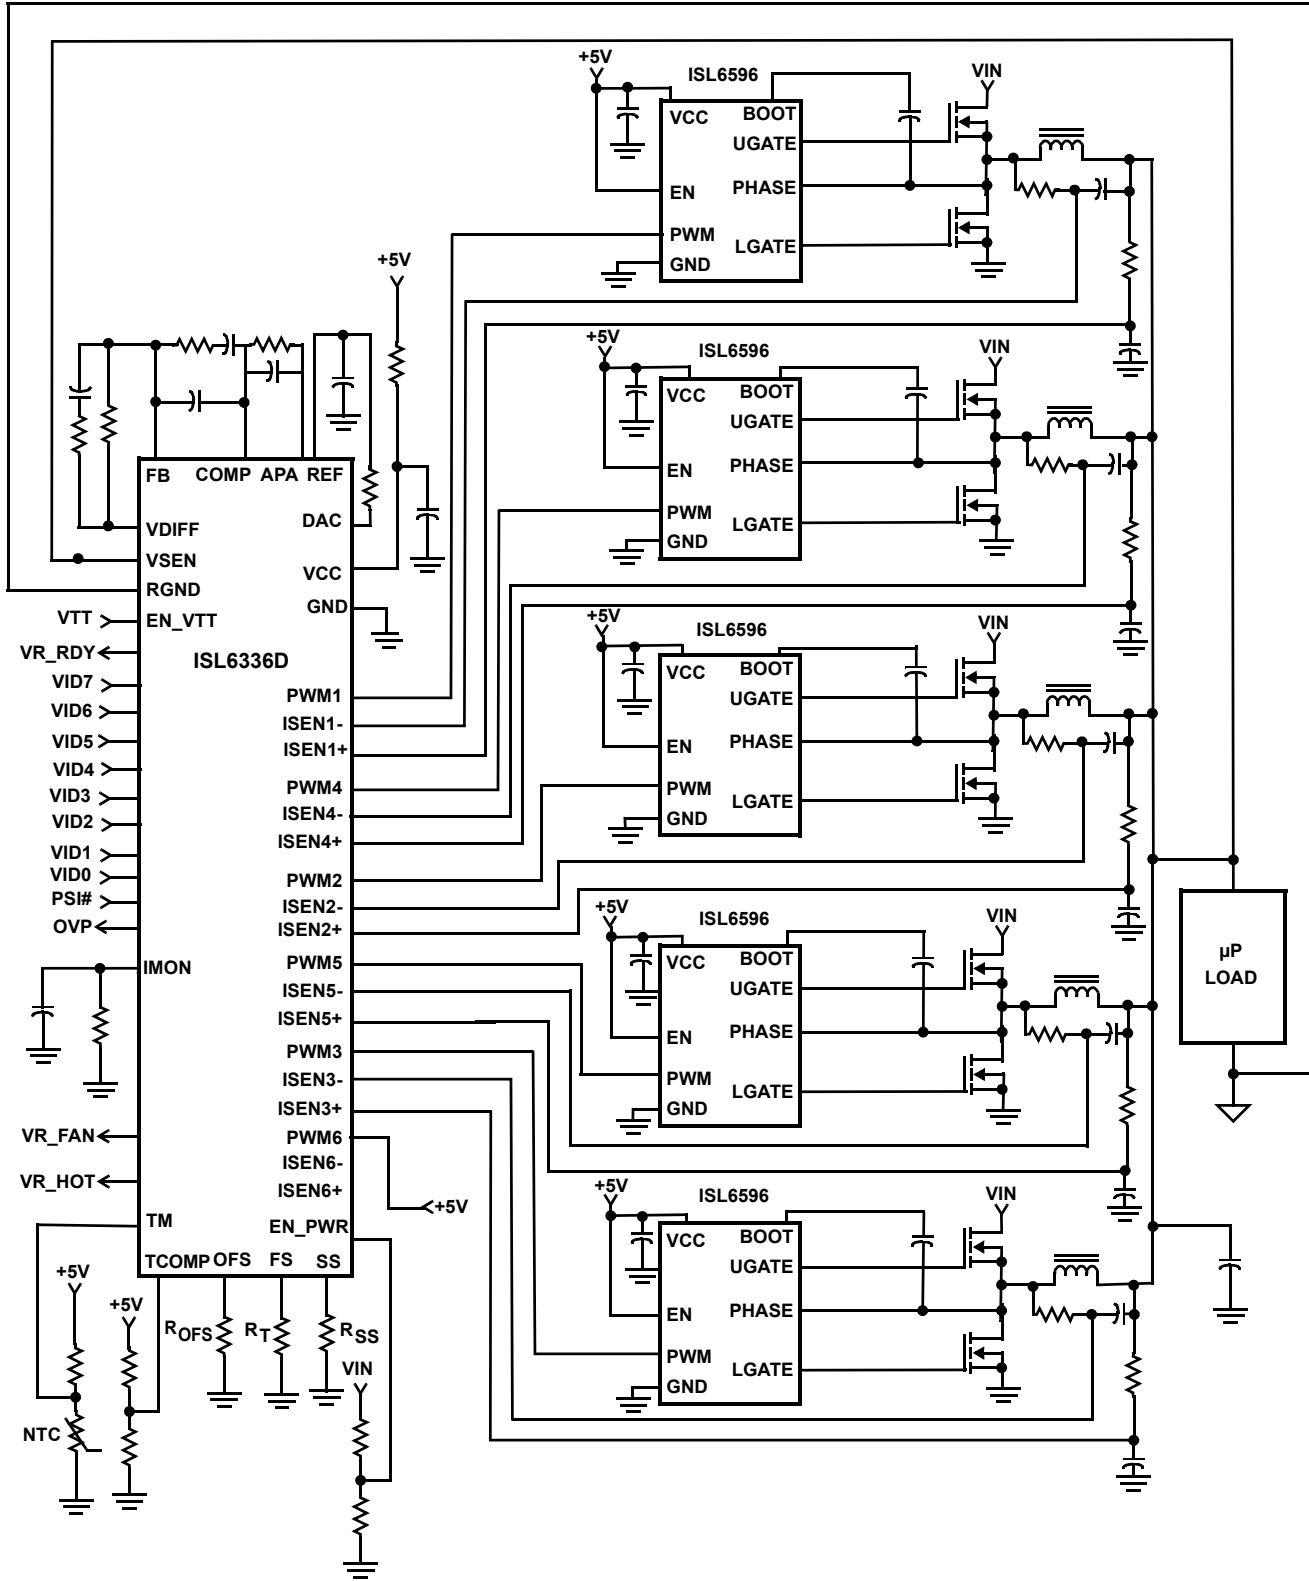 +5V
ISL6596
VIN
VCC
BOOT
UGATE
EN
PHASE
PWM
LGATE
GND
+5V
ISL6596
VIN
VCC
BOOT
UGATE
EN
PHASE
PWM
LGATE
GND
+5V
ISL6596
VIN
VCC
BOOT
UGATE
EN
PHASE
PWM
LGATE
GND
+5V
ISL6596
VIN
VCC
BOOT
UGATE
EN
PHASE
PWM
LGATE
GND
+5V
ISL6596
VIN
VCC
BOOT
UGATE
EN
PHASE
PWM
LGATE
GND
+5V
FB
COMP
APA
REF
DAC
VDIFF
VSEN
VCC
RGND
GND
VTT
EN_VTT
VR_RDY
ISL6336D
VID7
VID6
VID5
VID4
VID3
VID2
VID1
VID0
PSI#
OVP
IMON
VR_FAN
VR_HOT
TM
PWM1
ISEN1-
ISEN1+
PWM4
ISEN4-
ISEN4+
PWM2
ISEN2-
ISEN2+
PWM5
ISEN5-
ISEN5+
PWM3
ISEN3-
ISEN3+
PWM6
ISEN6-
ISEN6+
+5V
EN_PWR
TCOMP
OFS
FS
SS
+5V
+5V
ROFS
RT
RSS
VIN
NTC
µP
LOAD